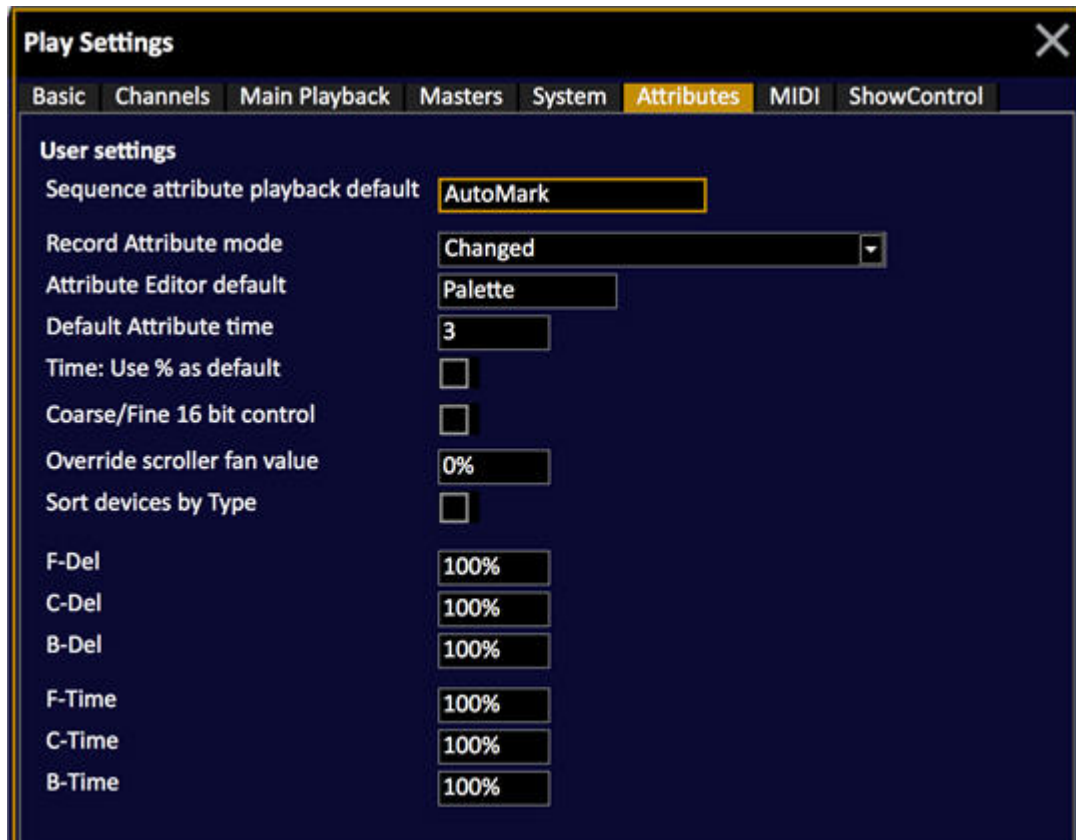 Play Settings
Basic Channels Main Playback Masters System Attributes MIDI ShowControl
User settings
Sequence attribute playback default AutoMark
Record Attribute mode Changed
Attribute Editor default Palette
Default Attribute time 3
Time: Use % as default
Coarse/Fine 16 bit control
Override scroller fan value 0%
Sort devices by Type
F-Del 100%
C-Del 100%
B-Del 100%
F-Time 100%
C-Time 100%
B-Time 100%